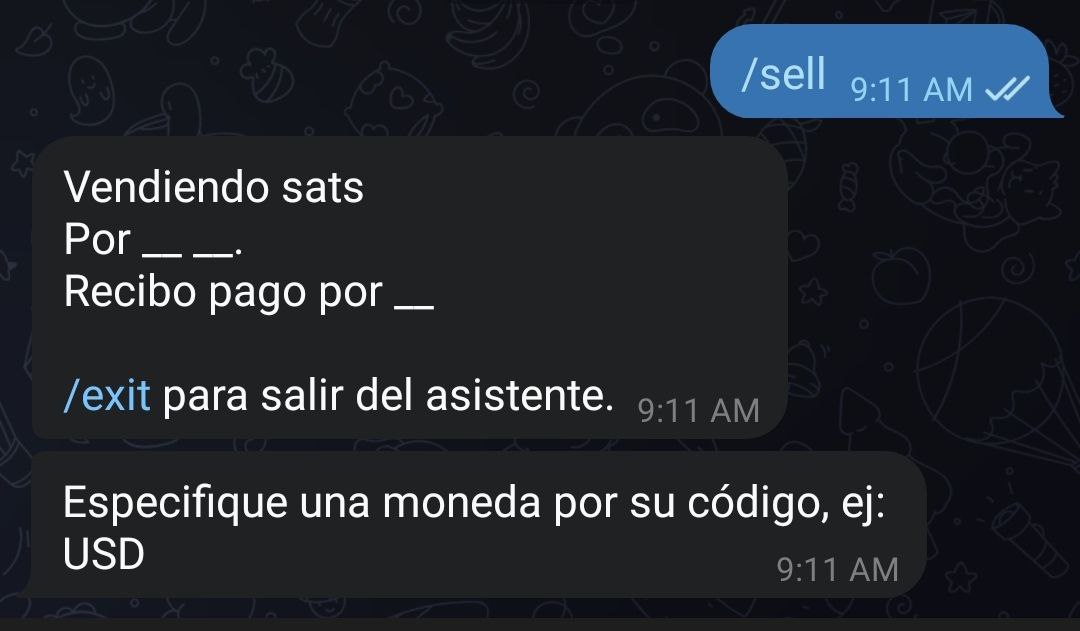 /sell 9:11 AM
Vendiendo sats
Por __ __.
Recibo pago por __
/exit para salir del asistente. 9:11 AM
Especifique una moneda por su código, ej:
USD
9:11 AM